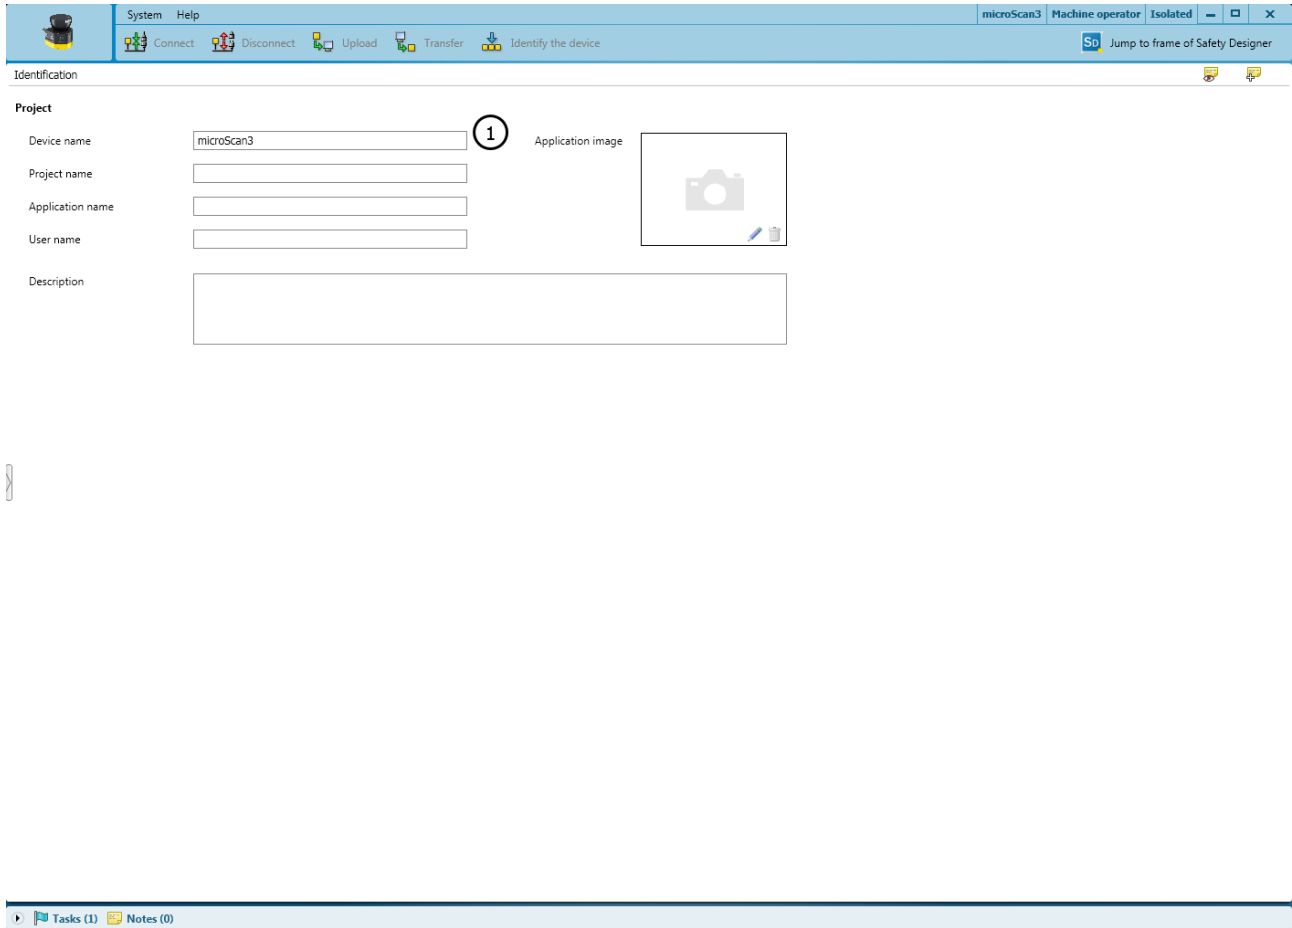 System Help
microScan3 Machine operator Isolated
Connect Disconnect Upload Transfer Identify the device
SD Jump to frame of Safety Designer
Identification
Project
Device name microScan3 1 Application image
Project name
Application name
User name
Description
Tasks (1) Notes (0)